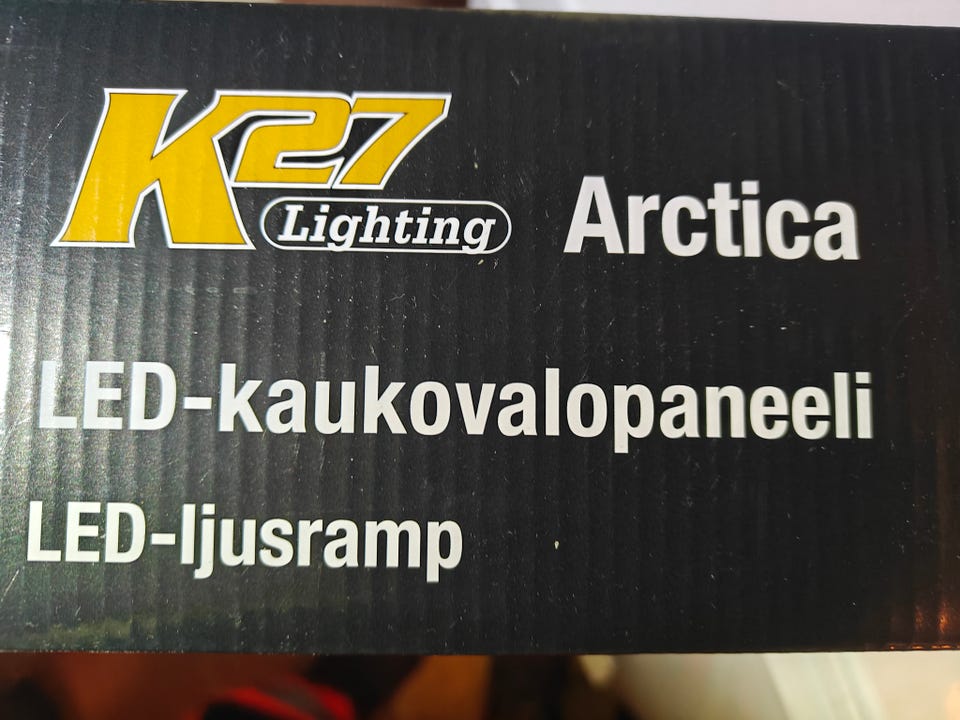 K27
Lighting Arctica
LED-kaukovalopaneeli
LED-ljusramp